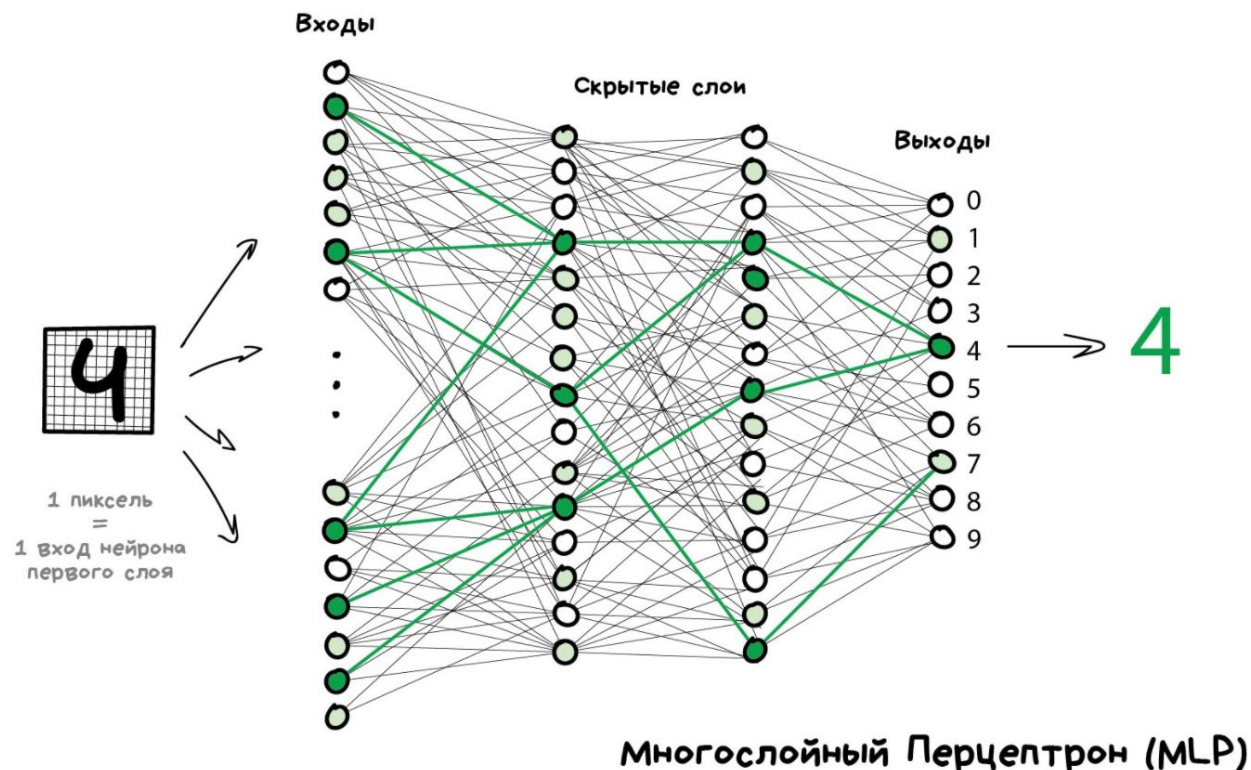 Входы
Скрытые слои
Выходы
0
1
2
3
4
5
6
7
8
9
4
4
1 пиксель
=
1 вход нейрона
первого слоя
Многослойный Перцептрон (MLP)